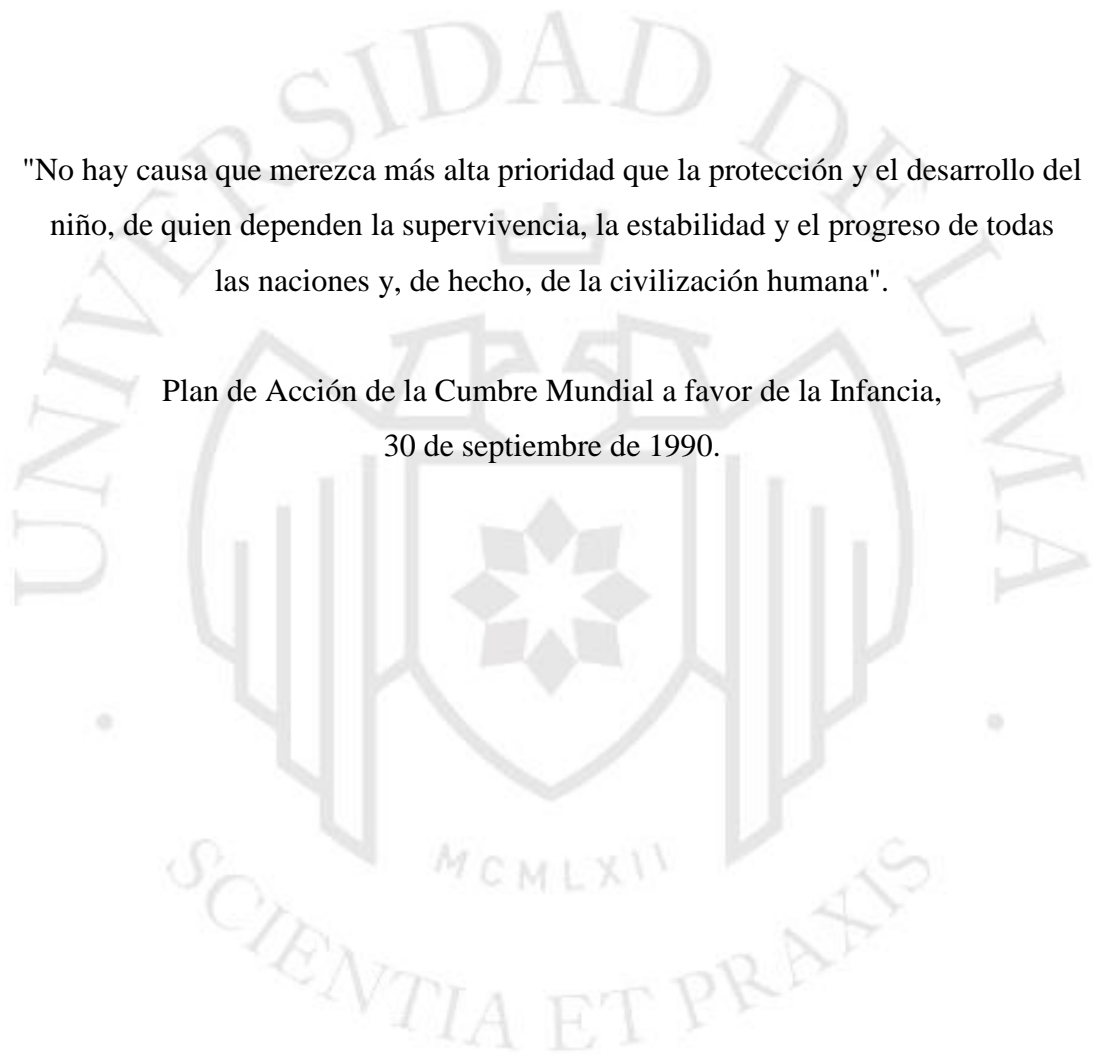 UNIVERSIDAD DE LIMA
"No hay causa que merezca más alta prioridad que la protección y el desarrollo del
niño, de quien dependen la supervivencia, la estabilidad y el progreso de todas
las naciones y, de hecho, de la civilización humana".
Plan de Acción de la Cumbre Mundial a favor de la Infancia,
30 de septiembre de 1990.
MCMLXII
SCIENTIA ET PRAXIS